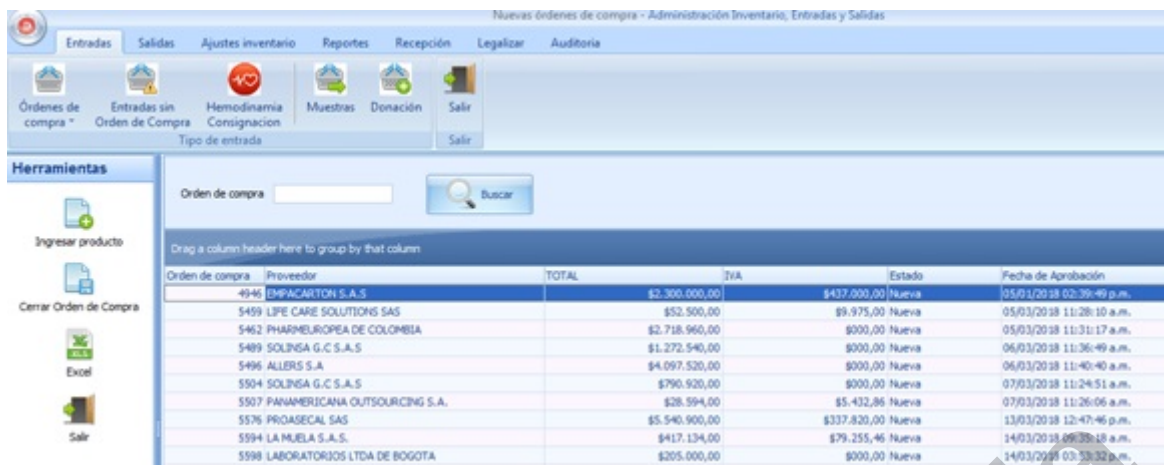 Nuevas órdenes de compra - Administración Inventario, Entradas y Salidas
Entradas Salidas Ajustes inventario Reportes Recepción Legalizar Auditoria
Órdenes de compra Entradas sin Orden de Compra Hemodinamia Consignacion Muestras Donación Salir
Tipo de entrada Salir
Herramientas
Orden de compra Buscar
Ingresar producto
Cerrar Orden de Compra
Excel
Salir
Drag a column header here to group by that column
Orden de compra Proveedor TOTAL IVA Estado Fecha de Aprobación
4946 EMPACARTON S.A.S $2.300.000,00 $437.000,00 Nueva 05/01/2018 02:39:49 p.m.
5459 LIFE CARE SOLUTIONS SAS $52.500,00 $9.975,00 Nueva 05/03/2018 11:28:10 a.m.
5462 PHARMEUROPEA DE COLOMBIA $2.718.960,00 $000,00 Nueva 05/03/2018 11:31:17 a.m.
5489 SOLINSA G.C S.A.S $1.272.540,00 $000,00 Nueva 06/03/2018 11:36:49 a.m.
5496 ALLERS S.A $4.097.520,00 $000,00 Nueva 06/03/2018 11:40:40 a.m.
5504 SOLINSA G.C S.A.S $790.920,00 $000,00 Nueva 07/03/2018 11:24:51 a.m.
5507 PANAMERICANA OUTSOURCING S.A. $28.594,00 $5.432,86 Nueva 07/03/2018 11:26:06 a.m.
5576 PROASECAL SAS $5.540.900,00 $337.820,00 Nueva 13/03/2018 12:47:46 p.m.
5594 LA MUELA S.A.S. $417.134,00 $79.255,46 Nueva 14/03/2018 09:35:18 a.m.
5598 LABORATORIOS LTDA DE BOGOTA $205.000,00 $000,00 Nueva 14/03/2018 03:53:32 p.m.